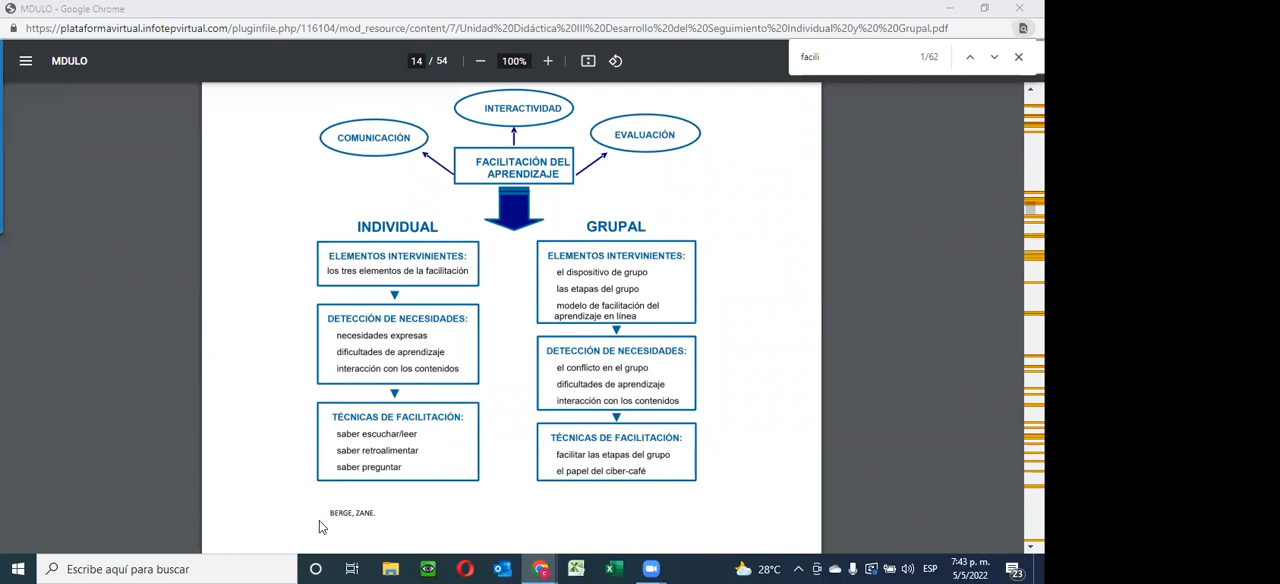 MDULO - Google Chrome
https://plataformavirtual.infotepvirtual.com/pluginfile.php/116104/mod_resource/content/7/Unidad%20Didáctica%20III%20Desarrollo%20del%20Seguimiento%20Individual%20y%20%20Grupal.pdf
MDULO
14 / 54
100%
facili
1/62
INTERACTIVIDAD
COMUNICACIÓN
EVALUACIÓN
FACILITACIÓN DEL
APRENDIZAJE
INDIVIDUAL
ELEMENTOS INTERVINIENTES:
los tres elementos de la facilitación
DETECCIÓN DE NECESIDADES:
necesidades expresas
dificultades de aprendizaje
interacción con los contenidos
TÉCNICAS DE FACILITACIÓN:
saber escuchar/leer
saber retroalimentar
saber preguntar
GRUPAL
ELEMENTOS INTERVINIENTES:
el dispositivo de grupo
las etapas del grupo
modelo de facilitación del
aprendizaje en línea
DETECCIÓN DE NECESIDADES:
el conflicto en el grupo
dificultades de aprendizaje
interacción con los contenidos
TÉCNICAS DE FACILITACIÓN:
facilitar las etapas del grupo
el papel del ciber-café
BERGE, ZANE.
Escribe aquí para buscar
28°C
ESP
7:43 p. m.
5/5/2022
23